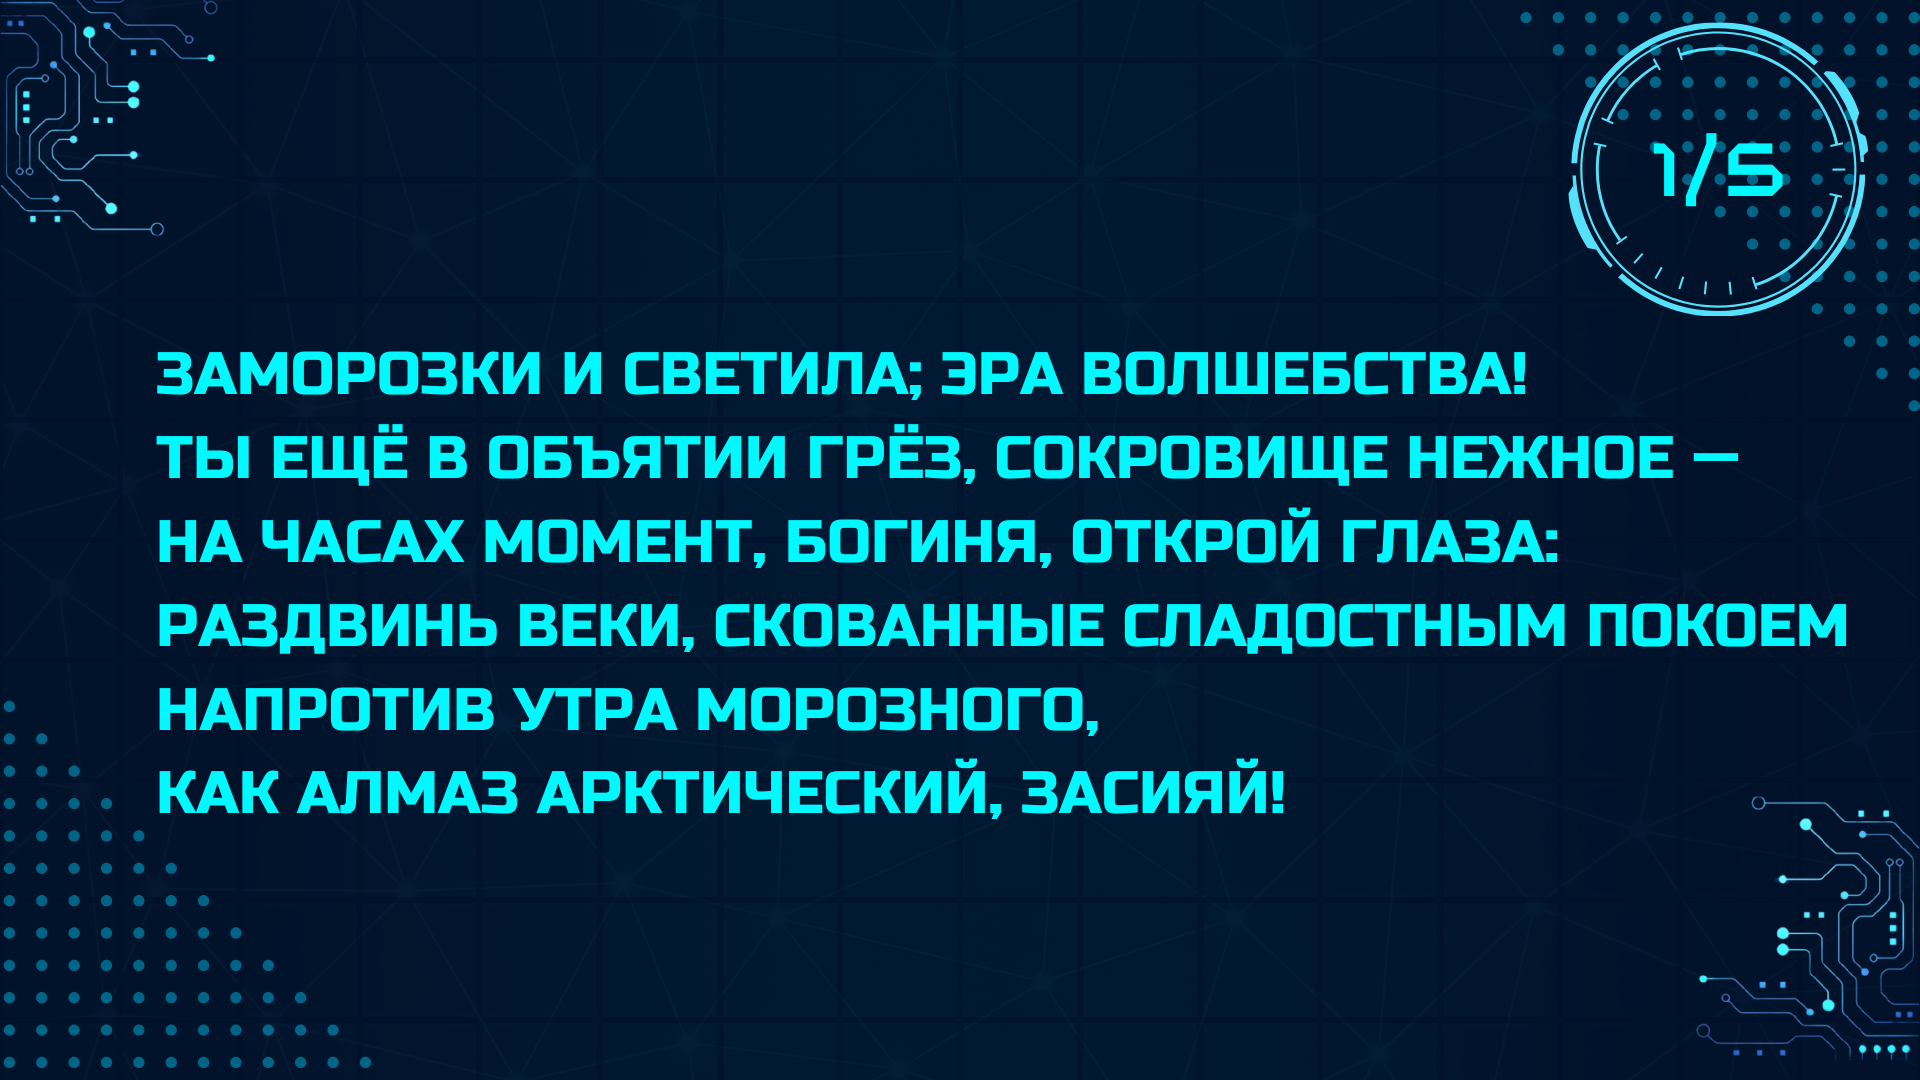 1/5
ЗАМОРОЗКИ И СВЕТИЛА; ЭРА ВОЛШЕБСТВА!
ТЫ ЕЩЁ В ОБЪЯТИИ ГРЁЗ, СОКРОВИЩЕ НЕЖНОЕ —
НА ЧАСАХ МОМЕНТ, БОГИНЯ, ОТКРОЙ ГЛАЗА:
РАЗДВИНЬ ВЕКИ, СКОВАННЫЕ СЛАДОСТНЫМ ПОКОЕМ
НАПРОТИВ УТРА МОРОЗНОГО,
КАК АЛМАЗ АРКТИЧЕСКИЙ, ЗАСИЯЙ!